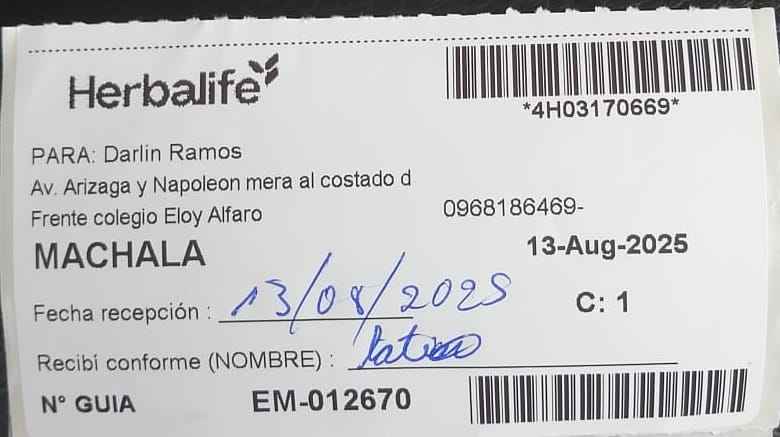 Herbalife
*4H03170669*
PARA: Darlin Ramos
Av. Arizaga y Napoleon mera al costado d
Frente colegio Eloy Alfaro
0968186469-
MACHALA
13-Aug-2025
Fecha recepción : 13/08/2025
C: 1
Recibí conforme (NOMBRE) :
N° GUIA EM-012670